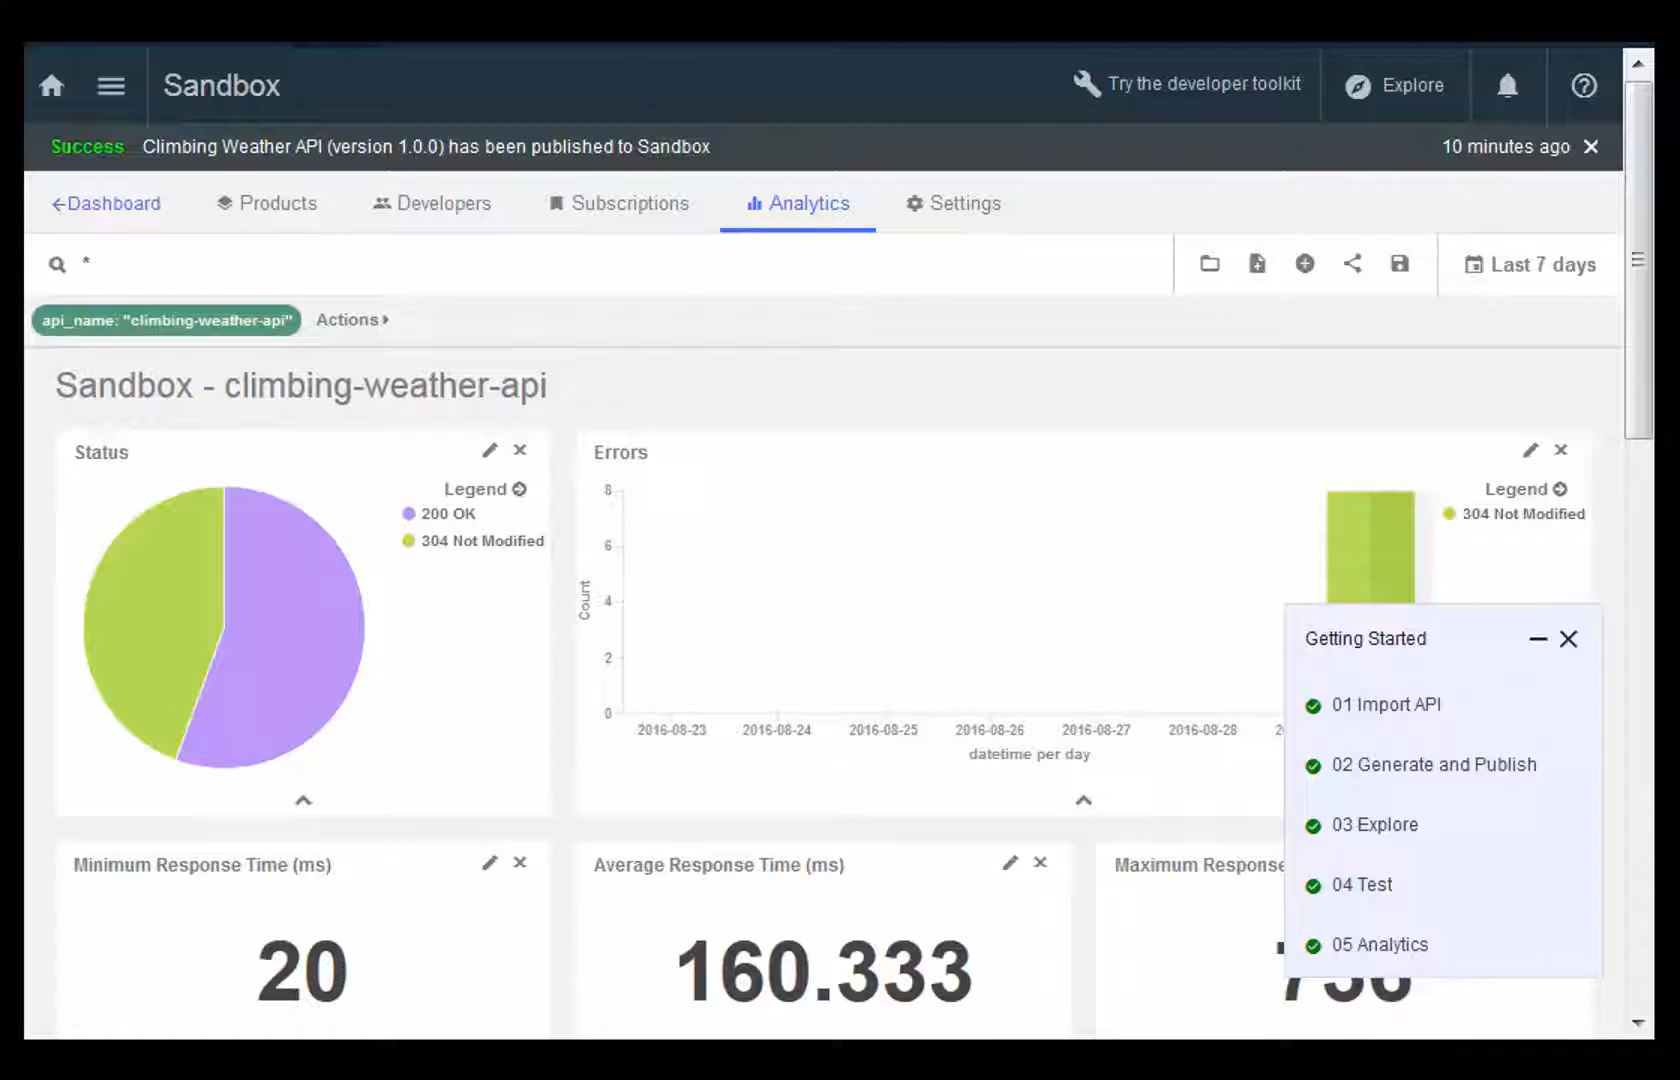 Sandbox
Try the developer toolkit
Explore
Success Climbing Weather API (version 1.0.0) has been published to Sandbox
10 minutes ago
Dashboard
Products
Developers
Subscriptions
Analytics
Settings
*
Last 7 days
api_name: "climbing-weather-api"
Actions
Sandbox - climbing-weather-api
Status
Legend
200 OK
304 Not Modified
Errors
Legend
304 Not Modified
8
6
4
2
0
Count
2016-08-23
2016-08-24
2016-08-25
2016-08-26
2016-08-27
2016-08-28
datetime per day
Getting Started
01 Import API
02 Generate and Publish
03 Explore
04 Test
05 Analytics
Minimum Response Time (ms)
20
Average Response Time (ms)
160.333
Maximum Response